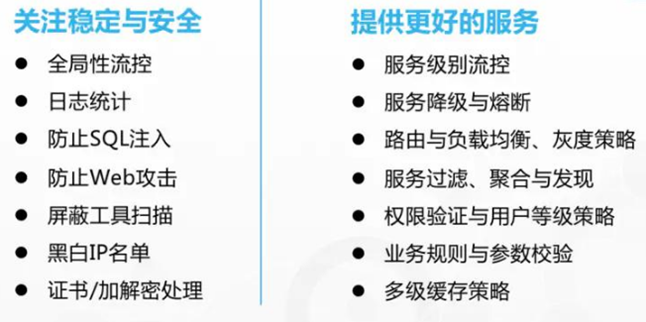 关注稳定与安全
全局性流控
日志统计
防止SQL注入
防止Web攻击
屏蔽工具扫描
黑白IP名单
证书/加解密处理
提供更好的服务
服务级别流控
服务降级与熔断
路由与负载均衡、灰度策略
服务过滤、聚合与发现
权限验证与用户等级策略
业务规则与参数校验
多级缓存策略